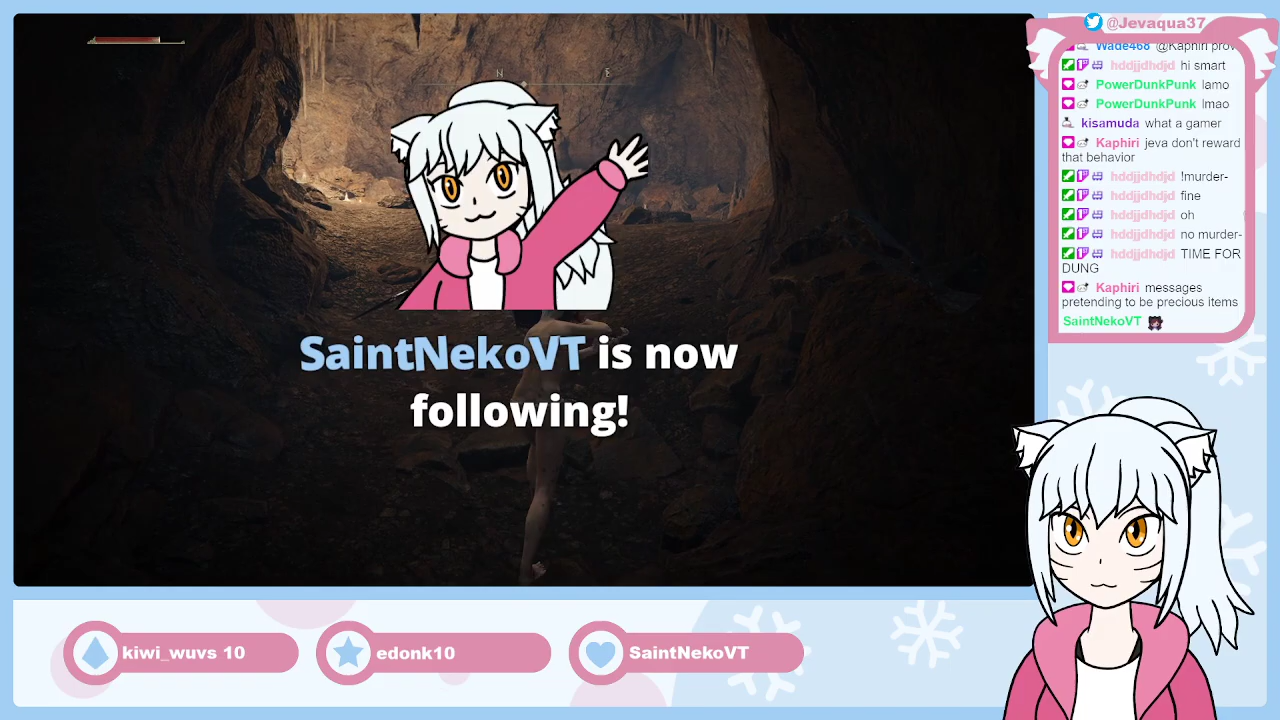 @Jevaqua37
N
E
Wade468 @Kaphiri prov
hddjjdhdjd hi smart
PowerDunkPunk lamo
PowerDunkPunk lmao
kisamuda what a gamer
Kaphiri jeva don't reward
that behavior
hddjjdhdjd !murder-
hddjjdhdjd fine
hddjjdhdjd oh
hddjjdhdjd no murder-
hddjjdhdjd TIME FOR
DUNG
Kaphiri messages
pretending to be precious items
SaintNekoVT
SaintNekoVT is now
following!
kiwi_wuvs 10
edonk10
SaintNekoVT